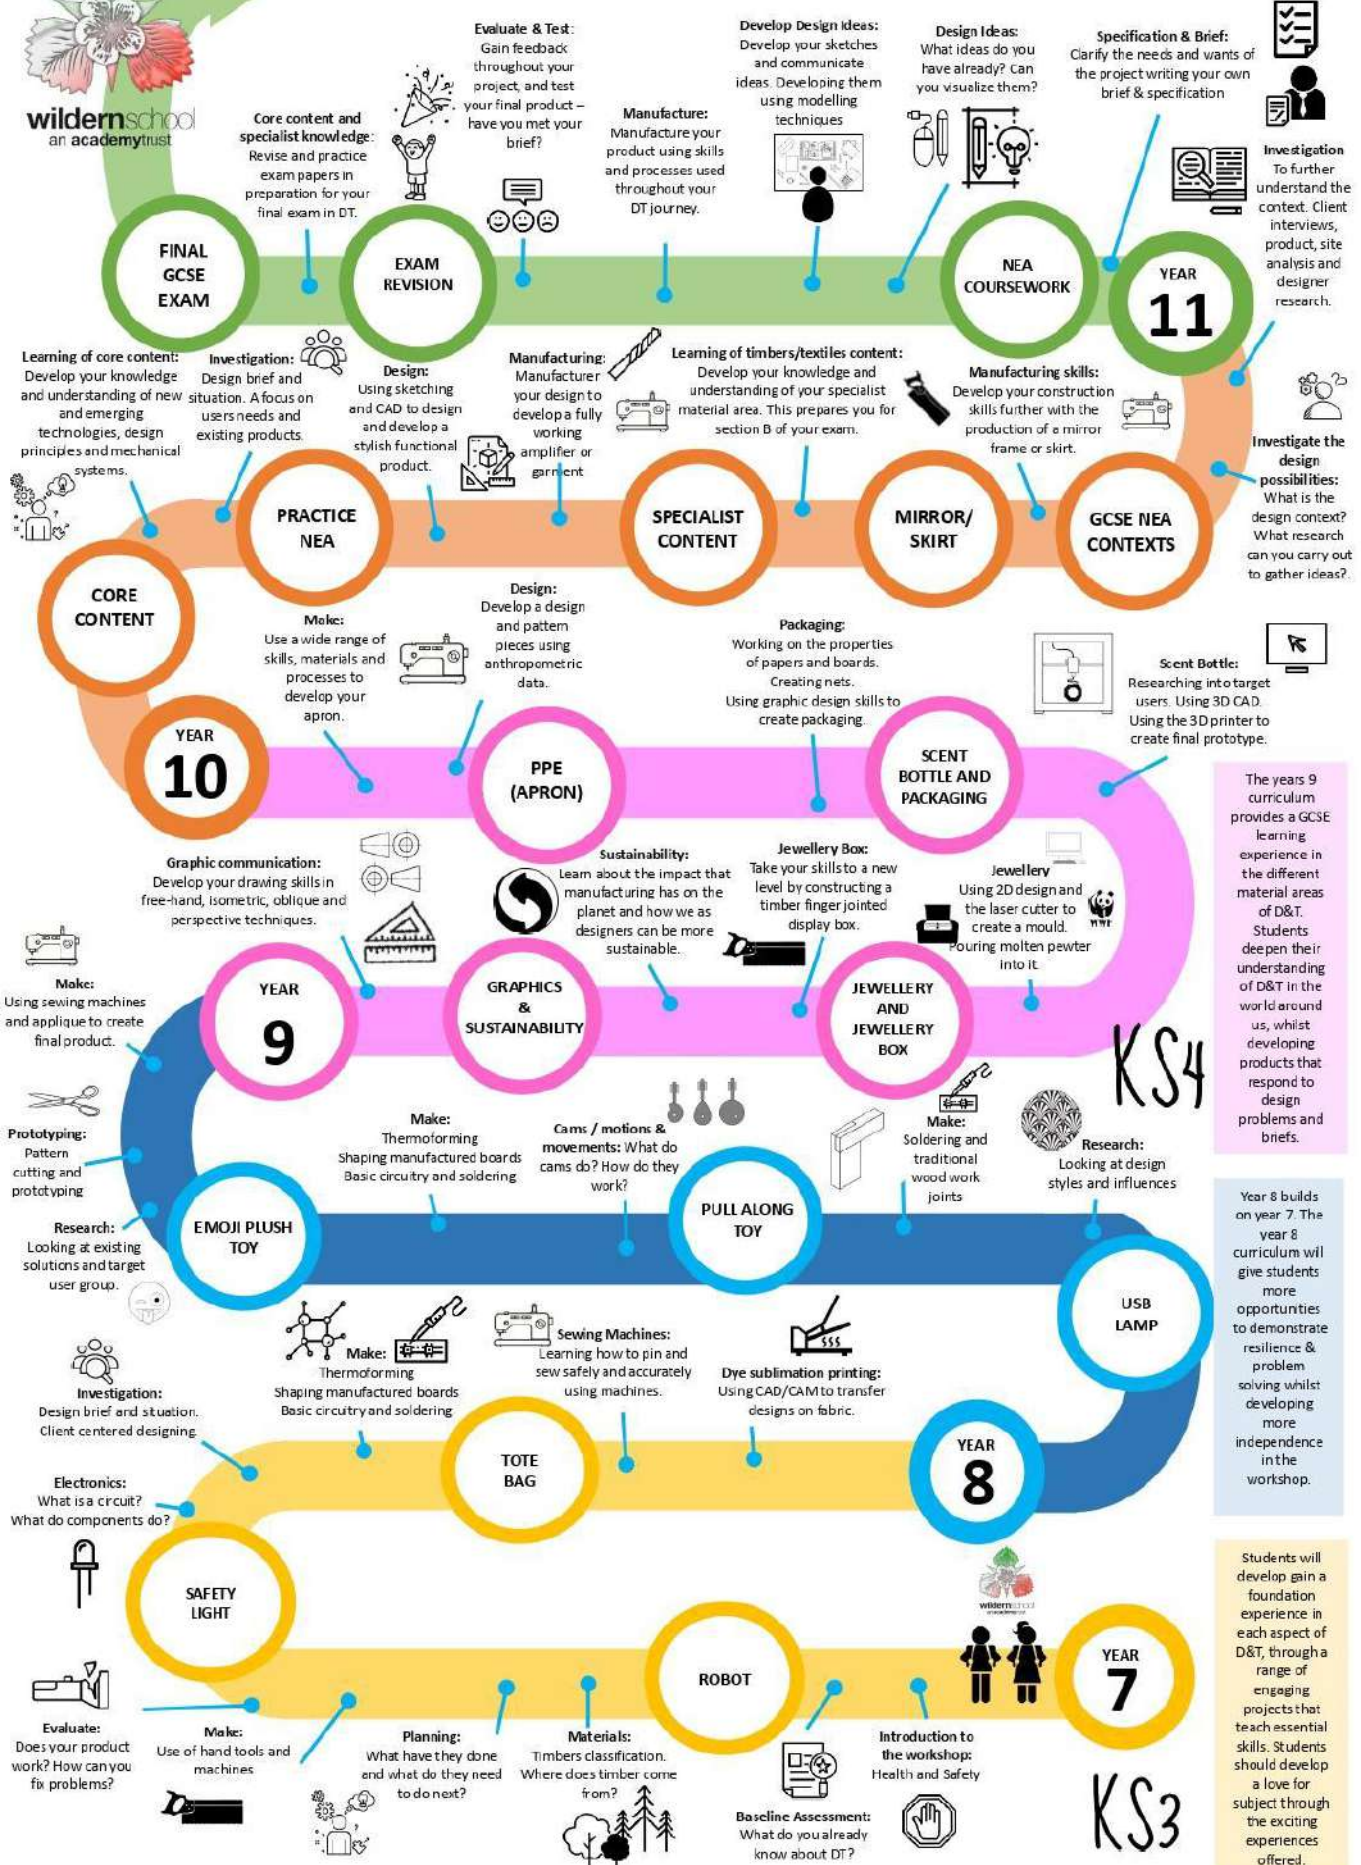 wildernschool
an academytrust
Evaluate & Test:
Gain feedback
throughout your
project, and test
your final product –
have you met your
brief?
Develop Design Ideas:
Develop your sketches
and communicate
ideas. Developing them
using modelling
techniques
Design Ideas:
What ideas do you
have already? Can
you visualize them?
Specification & Brief:
Clarify the needs and wants of
the project writing your own
brief & specification
Core content and
specialist knowledge:
Revise and practice
exam papers in
preparation for your
final exam in DT.
Manufacture:
Manufacture your
product using skills
and processes used
throughout your
DT journey.
Investigation
To further
understand the
context. Client
interviews,
product, site
analysis and
designer
research.
FINAL
GCSE
EXAM
EXAM
REVISION
NEA
COURSEWORK
YEAR
11
Learning of core content:
Develop your knowledge
and understanding of new
and emerging
technologies, design
principles and mechanical
systems.
Investigation:
Design brief and
situation. A focus on
users needs and
existing products.
Design:
Using sketching
and CAD to design
and develop a
stylish functional
product.
Manufacturing:
Manufacturer
your design to
develop a fully
working
amplifier or
garment
Learning of timbers/textiles content:
Develop your knowledge and
understanding of your specialist
material area. This prepares you for
section B of your exam.
Manufacturing skills:
Develop your construction
skills further with the
production of a mirror
frame or skirt.
Investigate the
design
possibilities:
What is the
design context?
What research
can you carry out
to gather ideas?.
CORE
CONTENT
PRACTICE
NEA
SPECIALIST
CONTENT
MIRROR/
SKIRT
GCSE NEA
CONTEXTS
Make:
Use a wide range of
skills, materials and
processes to
develop your
apron.
Design:
Develop a design
and pattern
pieces using
anthropometric
data.
Packaging:
Working on the properties
of papers and boards.
Creating nets.
Using graphic design skills to
create packaging.
Scent Bottle:
Researching into target
users. Using 3D CAD.
Using the 3D printer to
create final prototype.
YEAR
10
PPE
(APRON)
SCENT
BOTTLE AND
PACKAGING
The years 9
curriculum
provides a GCSE
learning
experience in
the different
material areas
of D&T.
Students
deepen their
understanding
of D&T in the
world around
us, whilst
developing
products that
respond to
design
problems and
briefs.
Graphic communication:
Develop your drawing skills in
free-hand, isometric, oblique and
perspective techniques.
Sustainability:
Learn about the impact that
manufacturing has on the
planet and how we as
designers can be more
sustainable.
Jewellery Box:
Take your skills to a new
level by constructing a
timber finger jointed
display box.
Jewellery
Using 2D design and
the laser cutter to
create a mould.
Pouring molten pewter
into it.
WWF
YEAR
9
GRAPHICS
&
SUSTAINABILITY
JEWELLERY
AND
JEWELLERY
BOX
KS4
Make:
Using sewing machines
and applique to create
final product.
Prototyping:
Pattern
cutting and
prototyping
Research:
Looking at existing
solutions and target
user group.
Make:
Thermoforming
Shaping manufactured boards
Basic circuitry and soldering
Cams / motions &
movements: What do
cams do? How do they
work?
Make:
Soldering and
traditional
wood work
joints
Research:
Looking at design
styles and influences
EMOJI PLUSH
TOY
PULL ALONG
TOY
USB
LAMP
Year 8 builds
on year 7. The
year 8
curriculum will
give students
more
opportunities
to demonstrate
resilience &
problem
solving whilst
developing
more
independence
in the
workshop.
Investigation:
Design brief and situation.
Client centered designing.
Make:
Thermoforming
Shaping manufactured boards
Basic circuitry and soldering
Sewing Machines:
Learning how to pin and
sew safely and accurately
using machines.
Dye sublimation printing:
Using CAD/CAM to transfer
designs on fabric.
Electronics:
What is a circuit?
What do components do?
TOTE
BAG
YEAR
8
SAFETY
LIGHT
wildernschool
ROBOT
YEAR
7
Students will
develop gain a
foundation
experience in
each aspect of
D&T, through a
range of
engaging
projects that
teach essential
skills. Students
should develop
a love for
subject through
the exciting
experiences
offered.
Evaluate:
Does your product
work? How can you
fix problems?
Make:
Use of hand tools and
machines
Planning:
What have they done
and what do they need
to do next?
Materials:
Timbers classification.
Where does timber come
from?
Baseline Assessment:
What do you already
know about DT?
Introduction to
the workshop:
Health and Safety
KS3